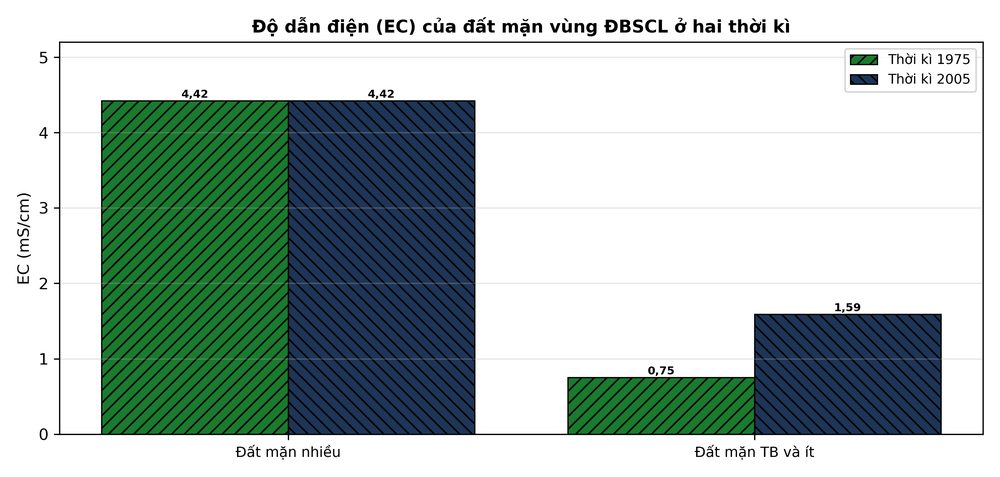 Độ dẫn điện (EC) của đất mặn vùng ĐBSCL ở hai thời kì
Thời kì 1975
Thời kì 2005
EC (mS/cm)
5
4
3
2
1
0
4,42
4,42
0,75
1,59
Đất mặn nhiều
Đất mặn TB và ít